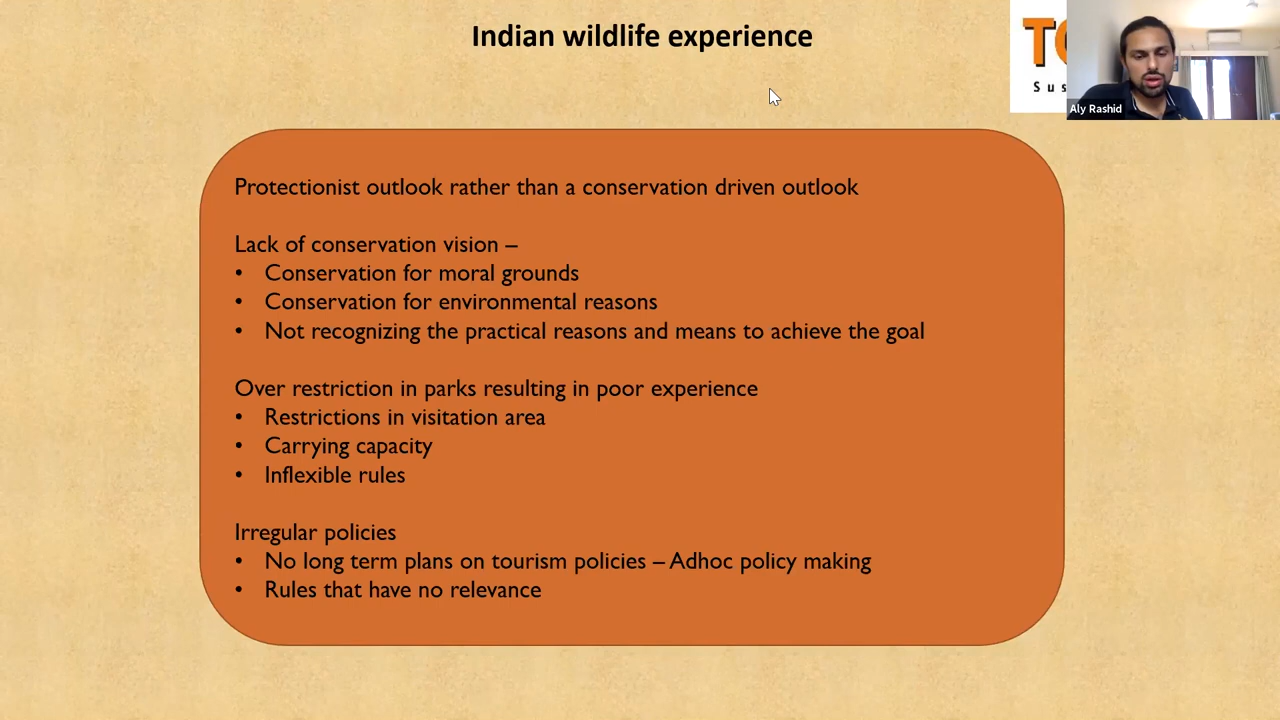 Indian wildlife experience
Aly Rashid
Protectionist outlook rather than a conservation driven outlook
Lack of conservation vision –
• Conservation for moral grounds
• Conservation for environmental reasons
• Not recognizing the practical reasons and means to achieve the goal
Over restriction in parks resulting in poor experience
• Restrictions in visitation area
• Carrying capacity
• Inflexible rules
Irregular policies
• No long term plans on tourism policies – Adhoc policy making
• Rules that have no relevance